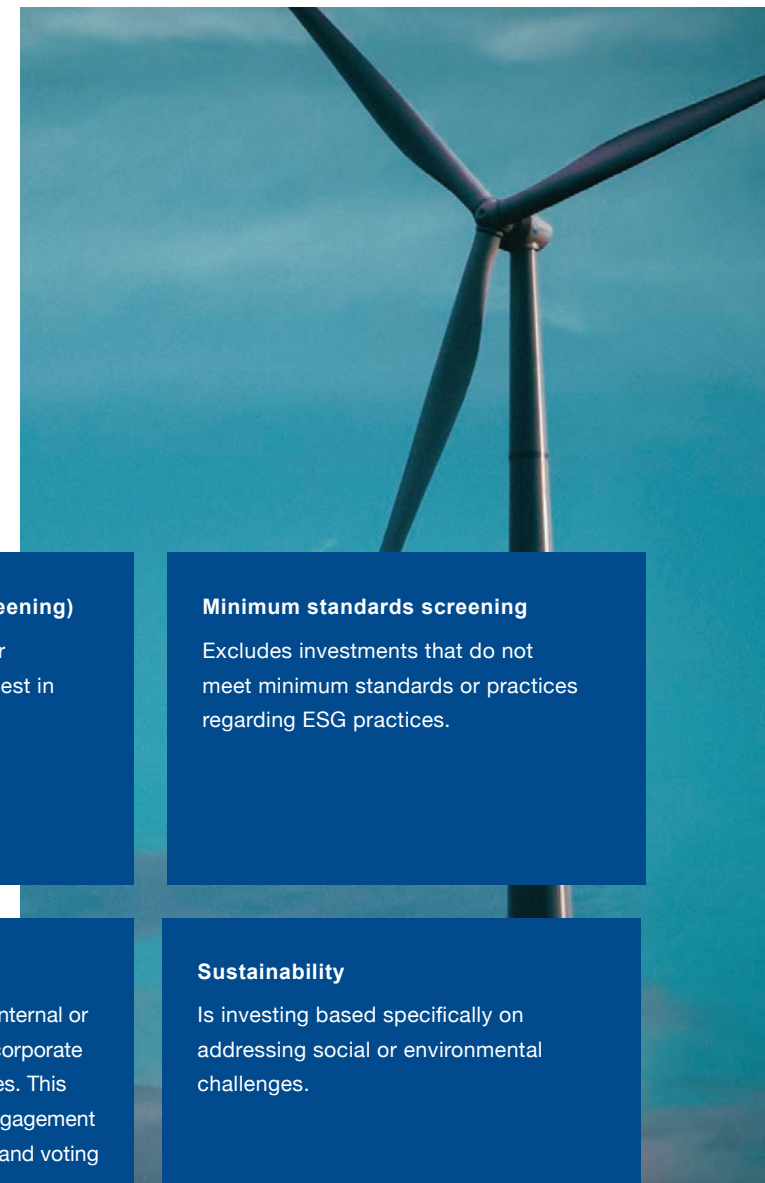 eening)
r
est in
Minimum standards screening
Excludes investments that do not
meet minimum standards or practices
regarding ESG practices.
nternal or
corporate
es. This
gagement
and voting
Sustainability
Is investing based specifically on
addressing social or environmental
challenges.